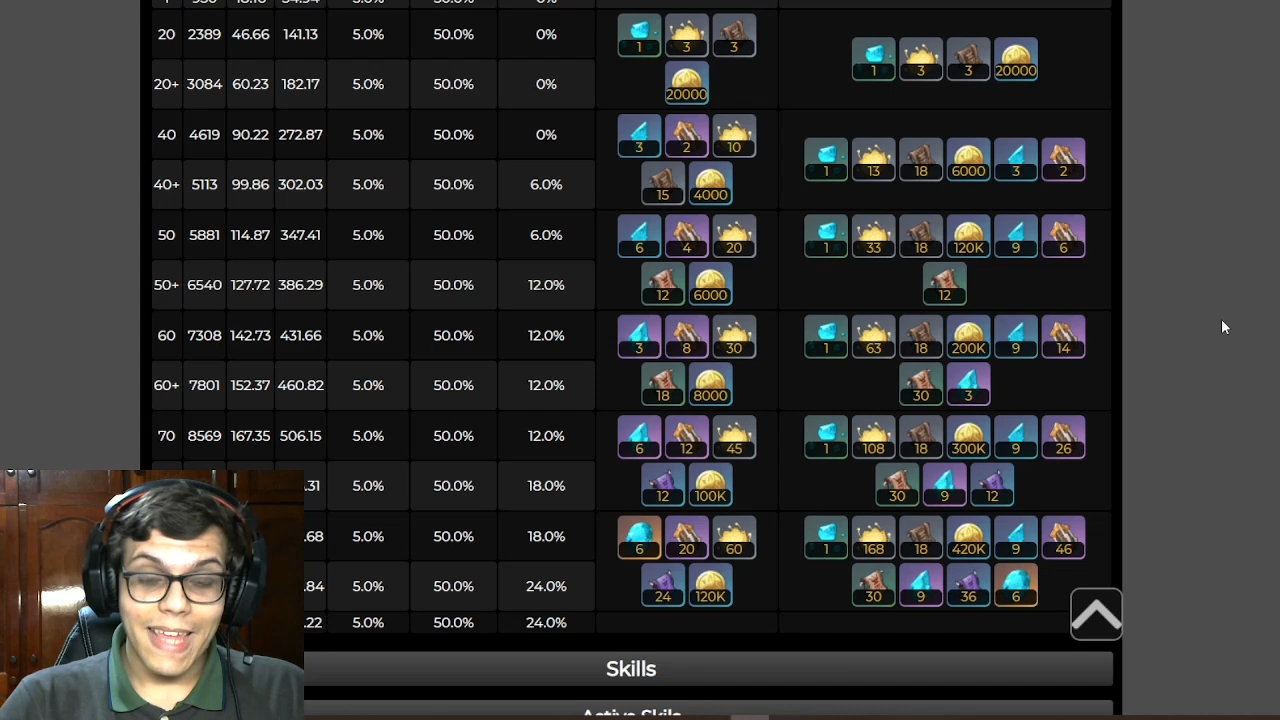 20 2389 46.66 141.13 5.0% 50.0% 0% 1 3 3 1 3 3 20000
20+ 3084 60.23 182.17 5.0% 50.0% 0% 20000
40 4619 90.22 272.87 5.0% 50.0% 0% 3 2 10 1 13 18 6000 3 2
40+ 5113 99.86 302.03 5.0% 50.0% 6.0% 15 4000
50 5881 114.87 347.41 5.0% 50.0% 6.0% 6 4 20 1 33 18 120K 9 6
50+ 6540 127.72 386.29 5.0% 50.0% 12.0% 12 6000 12
60 7308 142.73 431.66 5.0% 50.0% 12.0% 3 8 30 1 63 18 200K 9 14
60+ 7801 152.37 460.82 5.0% 50.0% 12.0% 18 8000 30 3
70 8569 167.35 506.15 5.0% 50.0% 12.0% 6 12 45 1 108 18 300K 9 26
.31 5.0% 50.0% 18.0% 12 100K 30 9 12
.68 5.0% 50.0% 18.0% 6 20 60 1 168 18 420K 9 46
.84 5.0% 50.0% 24.0% 24 120K 30 9 36 6
.22 5.0% 50.0% 24.0%
Skills